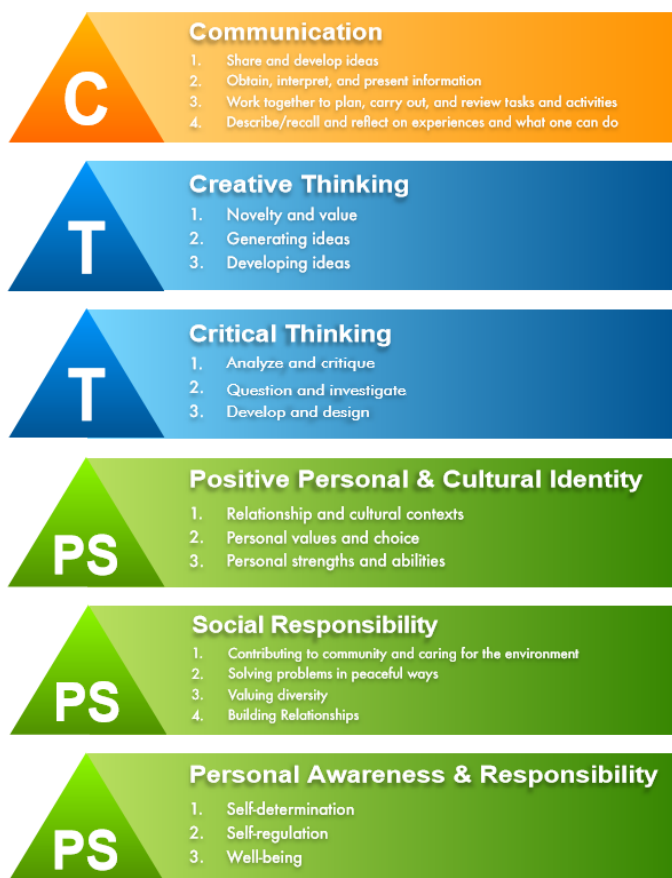 Communication
C
1. Share and develop ideas
2. Obtain, interpret, and present information
3. Work together to plan, carry out, and review tasks and activities
4. Describe/recall and reflect on experiences and what one can do
Creative Thinking
T
1. Novelty and value
2. Generating ideas
3. Developing ideas
Critical Thinking
T
1. Analyze and critique
2. Question and investigate
3. Develop and design
Positive Personal & Cultural Identity
PS
1. Relationship and cultural contexts
2. Personal values and choice
3. Personal strengths and abilities
Social Responsibility
PS
1. Contributing to community and caring for the environment
2. Solving problems in peaceful ways
3. Valuing diversity
4. Building Relationships
Personal Awareness & Responsibility
PS
1. Self-determination
2. Self-regulation
3. Well-being